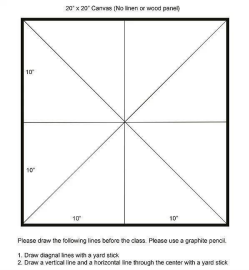 20" x 20" Canvas (No linen or wood panel)
10"
10"
10"
10"
Please draw the following lines before the class. Please use a graphite pencil.
1. Draw diagnal lines with a yard stick
2. Draw a vertical line and a horizontal line through the center with a yard stick